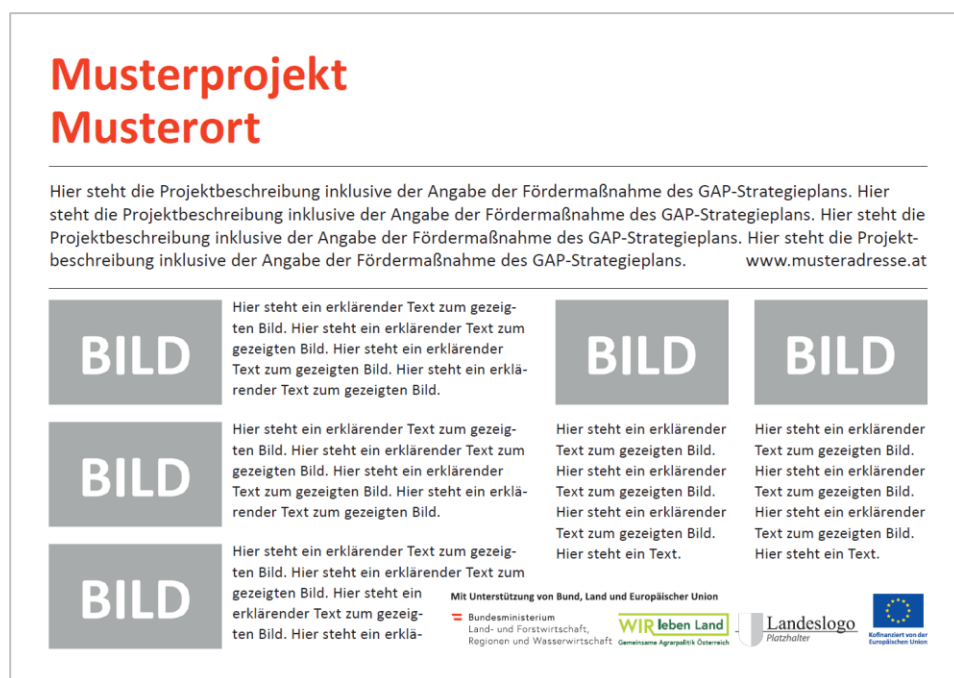 Musterprojekt
Musterort
Hier steht die Projektbeschreibung inklusive der Angabe der Fördermaßnahme des GAP-Strategieplans. Hier
steht die Projektbeschreibung inklusive der Angabe der Fördermaßnahme des GAP-Strategieplans. Hier steht die
Projektbeschreibung inklusive der Angabe der Fördermaßnahme des GAP-Strategieplans. Hier steht die Projekt-
beschreibung inklusive der Angabe der Fördermaßnahme des GAP-Strategieplans. www.musteradresse.at
BILD
Hier steht ein erklärender Text zum gezeig-
ten Bild. Hier steht ein erklärender Text zum
gezeigten Bild. Hier steht ein erklärender
Text zum gezeigten Bild. Hier steht ein erklä-
render Text zum gezeigten Bild.
BILD
Hier steht ein erklärender Text zum gezeig-
ten Bild. Hier steht ein erklärender Text zum
gezeigten Bild. Hier steht ein erklärender
Text zum gezeigten Bild. Hier steht ein erklä-
render Text zum gezeigten Bild.
BILD
Hier steht ein erklärender Text zum gezeig-
ten Bild. Hier steht ein erklärender Text zum
gezeigten Bild. Hier steht ein
erklärender Text zum gezeig-
ten Bild. Hier steht ein erklä-
BILD
Hier steht ein erklärender
Text zum gezeigten Bild.
Hier steht ein erklärender
Text zum gezeigten Bild.
Hier steht ein erklärender
Text zum gezeigten Bild.
Hier steht ein Text.
BILD
Hier steht ein erklärender
Text zum gezeigten Bild.
Hier steht ein erklärender
Text zum gezeigten Bild.
Hier steht ein erklärender
Text zum gezeigten Bild.
Hier steht ein Text.
Mit Unterstützung von Bund, Land und Europäischer Union
Bundesministerium
Land- und Forstwirtschaft,
Regionen und Wasserwirtschaft
WIR leben Land
Gemeinsame Agrarpolitik Österreich
Landeslogo
Platzhalter
Kofinanziert von der
Europäischen Union